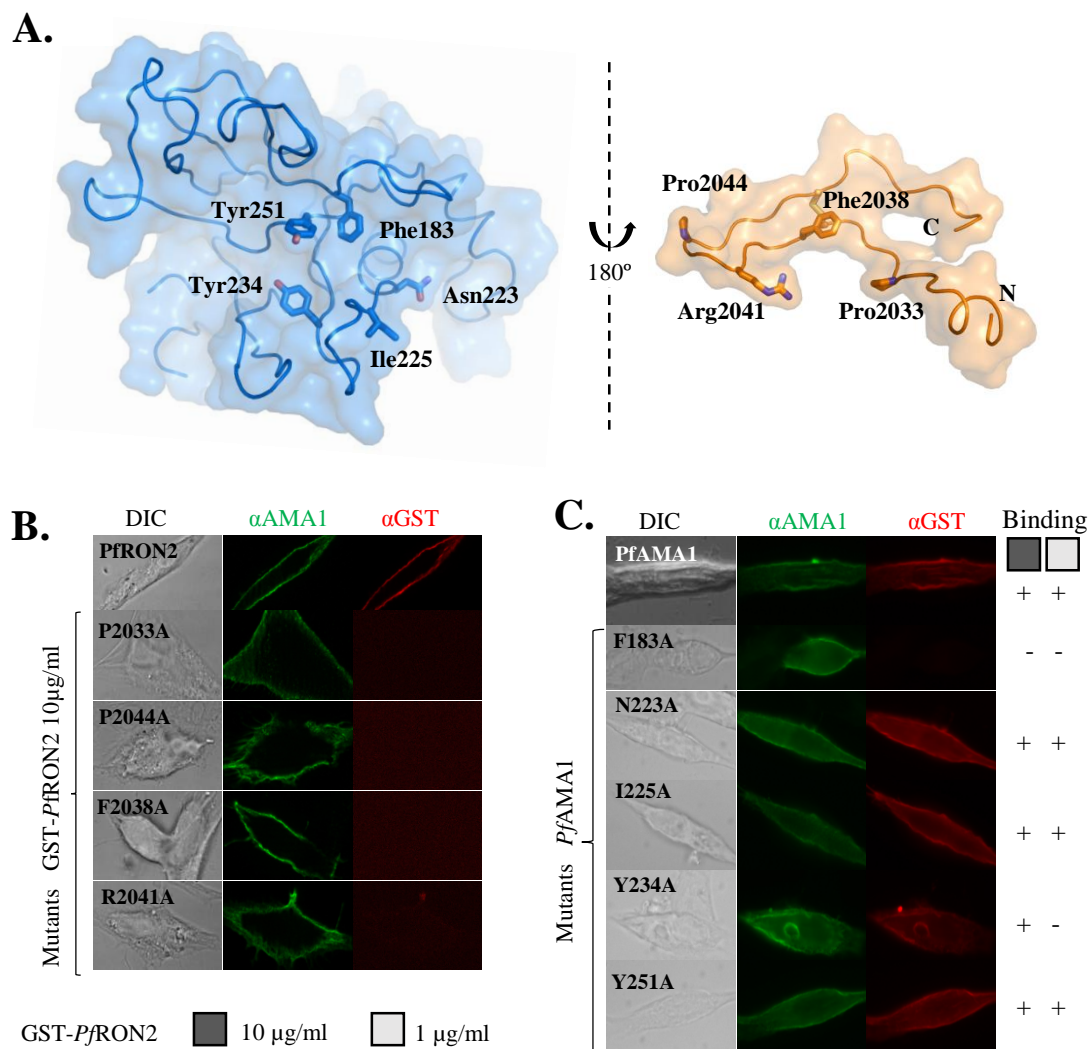 A.
Tyr251
Phe183
Tyr234
Asn223
Ile225
180º
Pro2044
Phe2038
C
Arg2041
Pro2033
N
B.
DIC αAMA1 αGST
PfRON2
P2033A
P2044A
F2038A
R2041A
Mutants GST-PfRON2 10µg/ml
C.
DIC αAMA1 αGST Binding
PfAMA1 + +
F183A - -
N223A + +
I225A + +
Y234A + -
Y251A + +
Mutants PfAMA1
GST-PfRON2 10 µg/ml 1 µg/ml